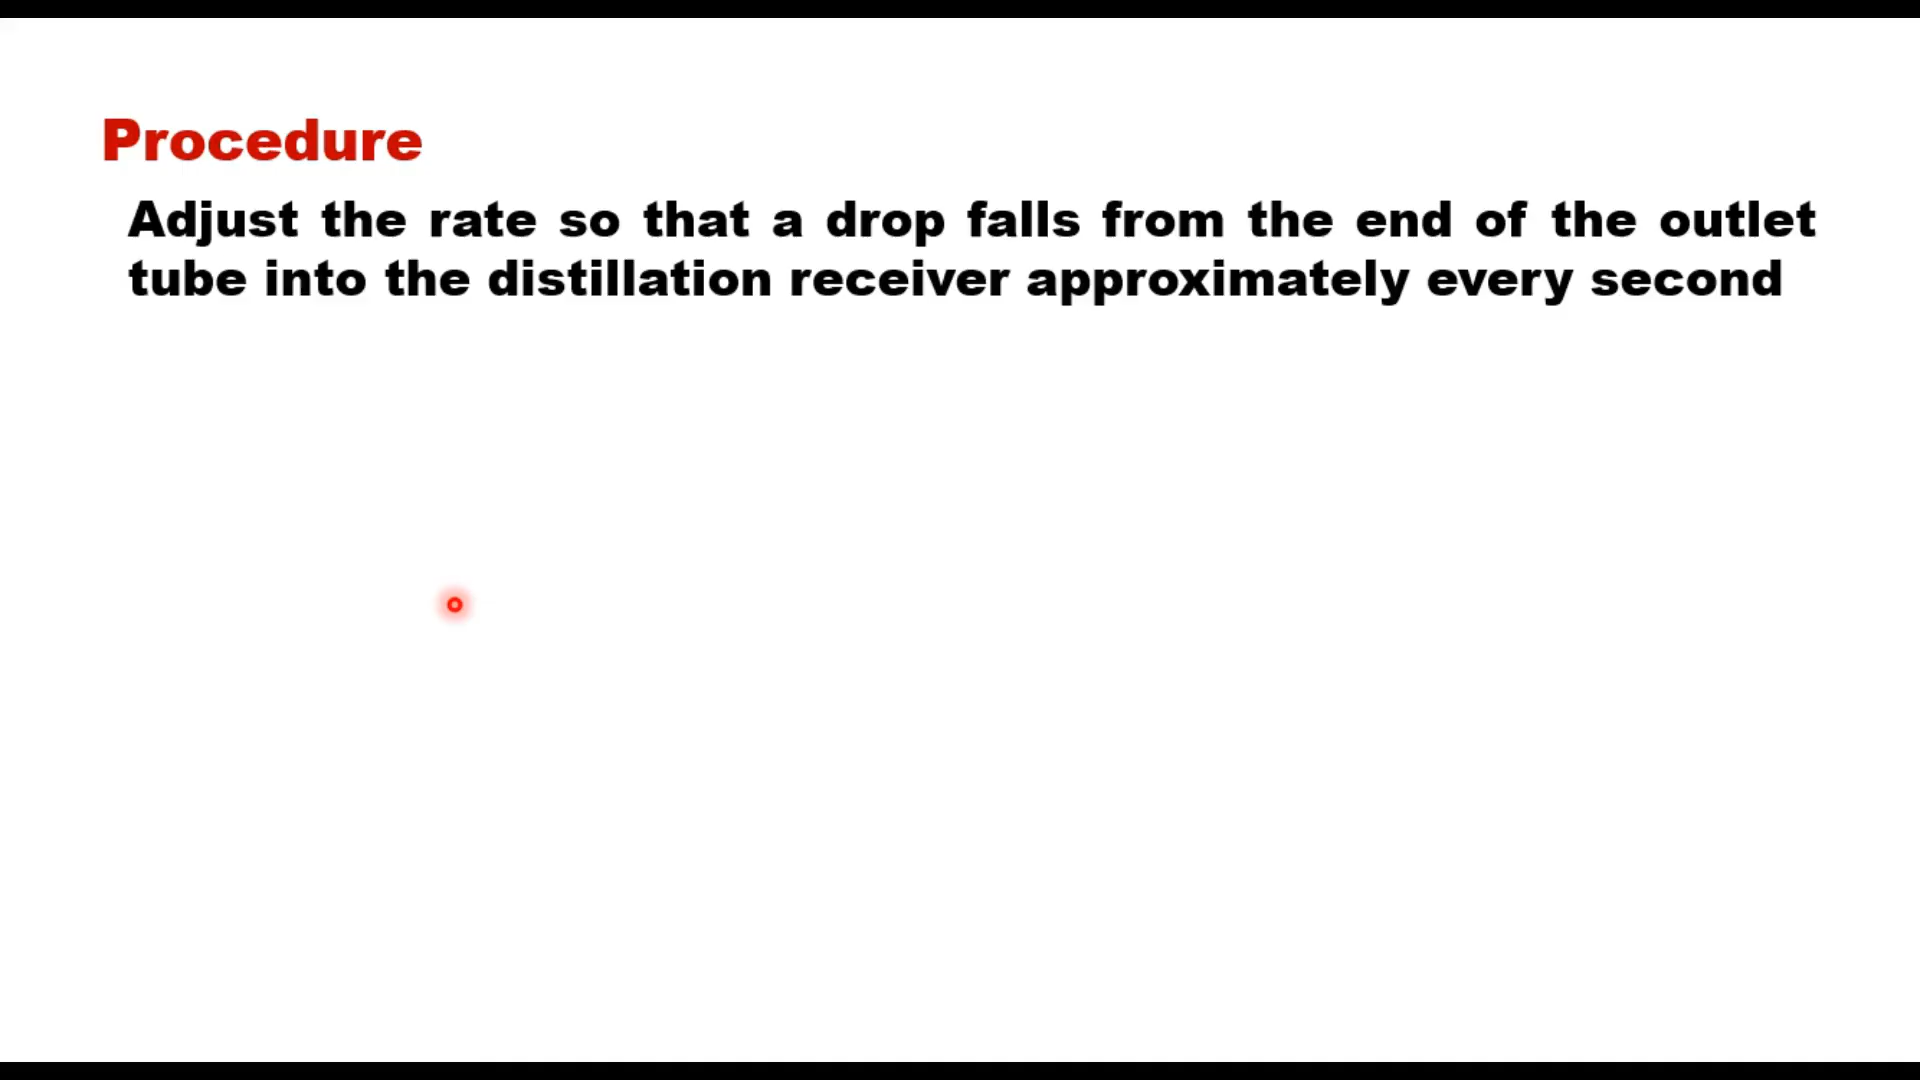 Procedure
Adjust the rate so that a drop falls from the end of the outlet
tube into the distillation receiver approximately every second